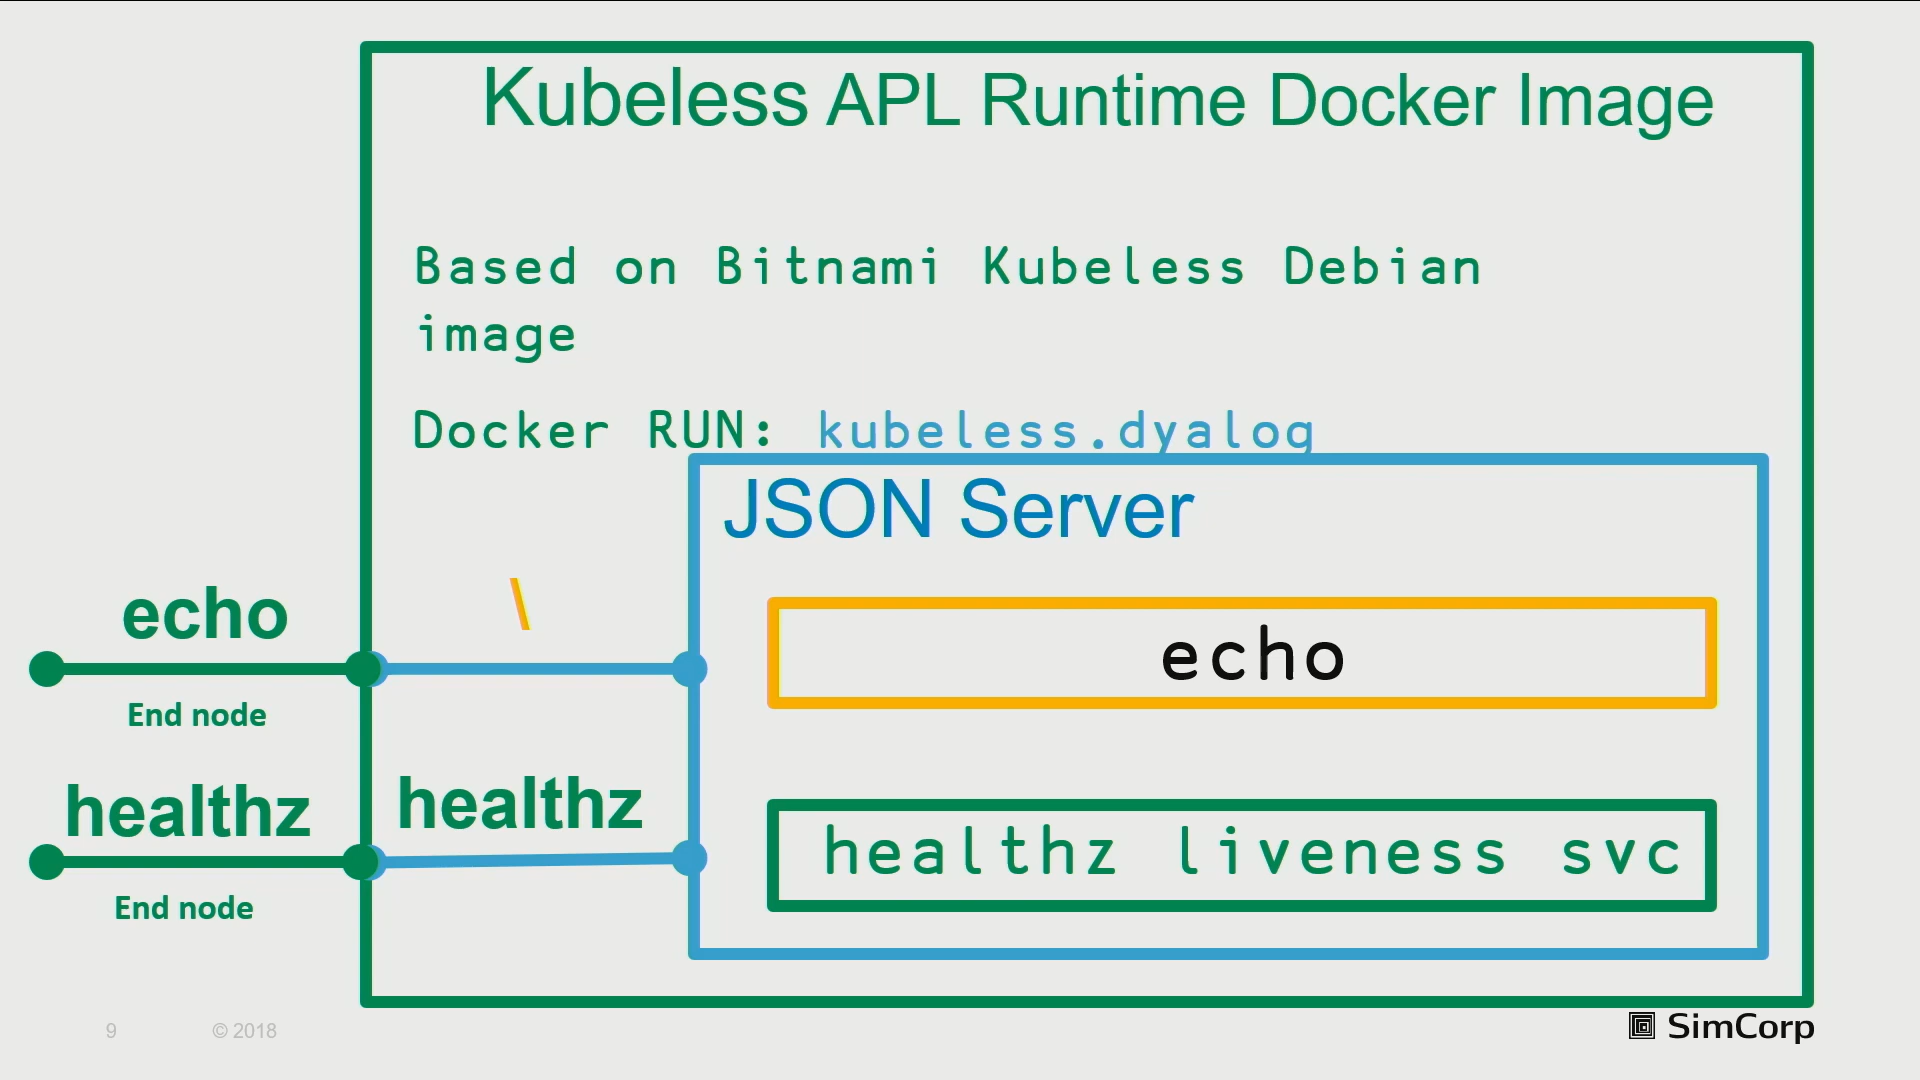 Kubeless APL Runtime Docker Image
Based on Bitnami Kubeless Debian
image
Docker RUN: kubeless.dyalog
JSON Server
echo
\
echo
End node
healthz
healthz
healthz liveness svc
End node
9
© 2018
SimCorp